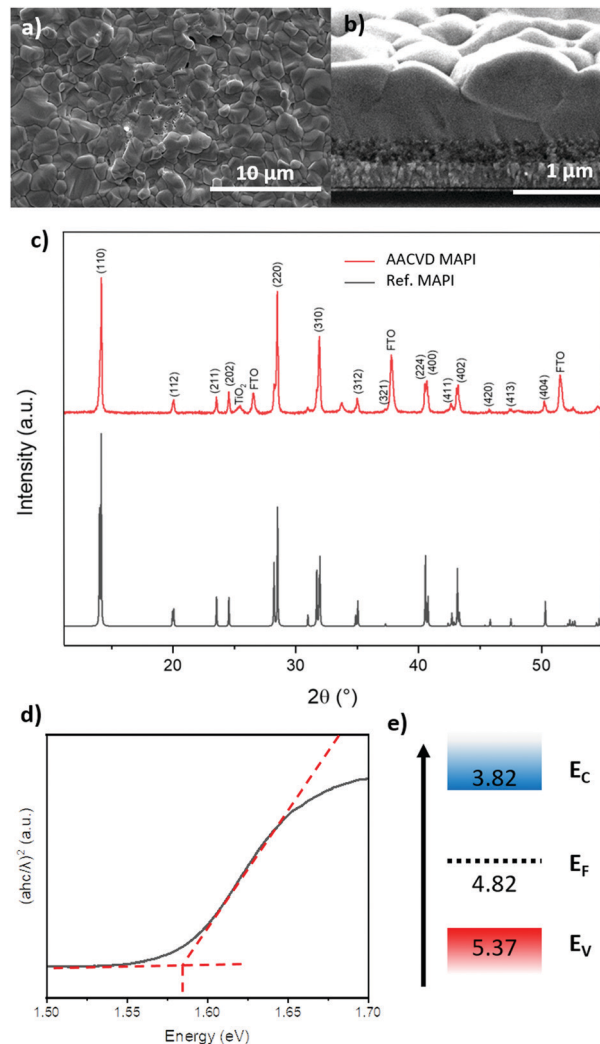 a)
10 μm
b)
1 μm
c)
AACVD MAPI
Ref. MAPI
(110)
(112)
(211)
(202)
TiO2
FTO
(220)
(310)
(312)
(321)
FTO
(224)
(400)
(411)
(402)
(420)
(413)
(404)
FTO
Intensity (a.u.)
20
30
40
50
2θ (°)
d)
(ahc/λ)²
(a.u.)
1.50
1.55
1.60
1.65
1.70
Energy (eV)
e)
3.82
EC
EF
4.82
5.37
EV